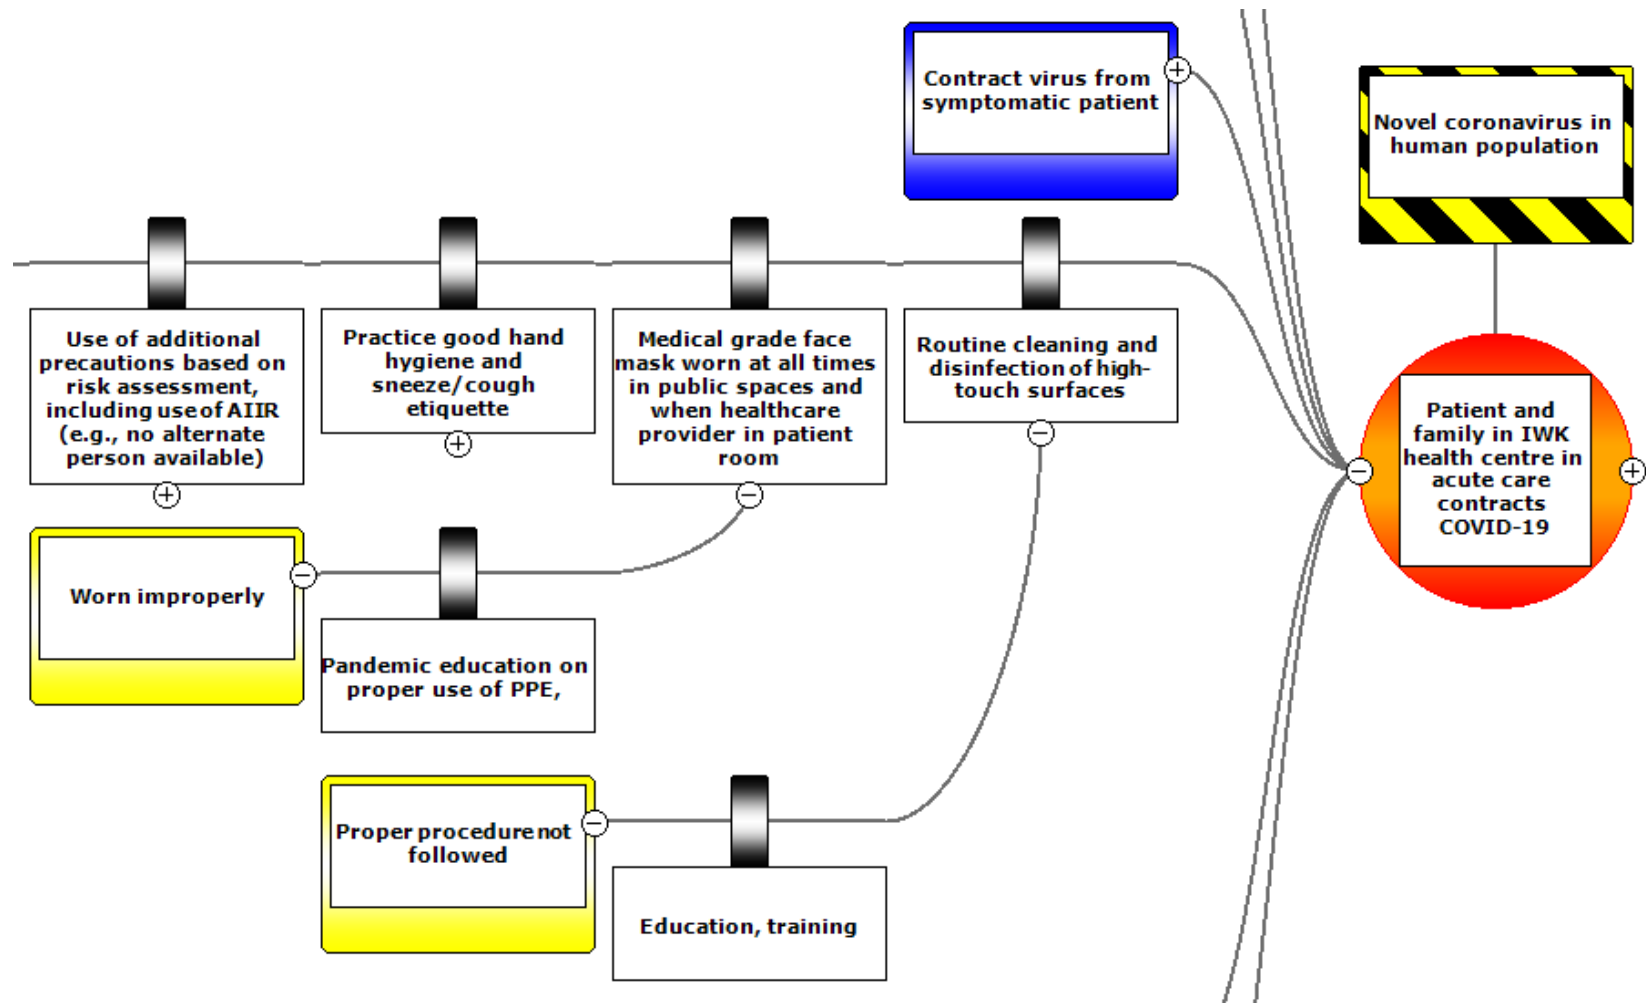 Contract virus from
symptomatic patient
Novel coronavirus in
human population
Use of additional
precautions based on
risk assessment,
including use of AIIR
(e.g., no alternate
person available)
Practice good hand
hygiene and
sneeze/cough
etiquette
Medical grade face
mask worn at all times
in public spaces and
when healthcare
provider in patient
room
Routine cleaning and
disinfection of high-
touch surfaces
Patient and
family in IWK
health centre in
acute care
contracts
COVID-19
Worn improperly
Pandemic education on
proper use of PPE,
Proper procedure not
followed
Education, training